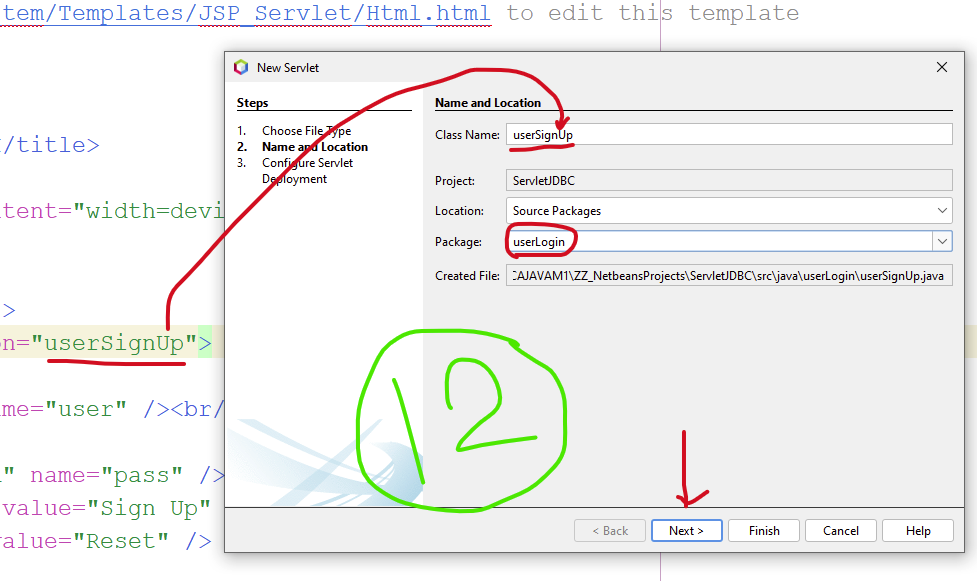 tem/Templates/JSP_Servlet/Html.html to edit this template
New Servlet
/title>
tent="width=devi
>
on="userSignUp">
me="user" /><br/
" name="pass" />
value="Sign Up"
value="Reset" />
Steps
1. Choose File Type
2. Name and Location
3. Configure Servlet
Deployment
Name and Location
Class Name: userSignUp
Project: ServletJDBC
Location: Source Packages
Package: userLogin
Created File: CAJAVAM1\ZZ_NetbeansProjects\ServletJDBC\src\java\userLogin\userSignUp.java
12
< Back Next > Finish Cancel Help